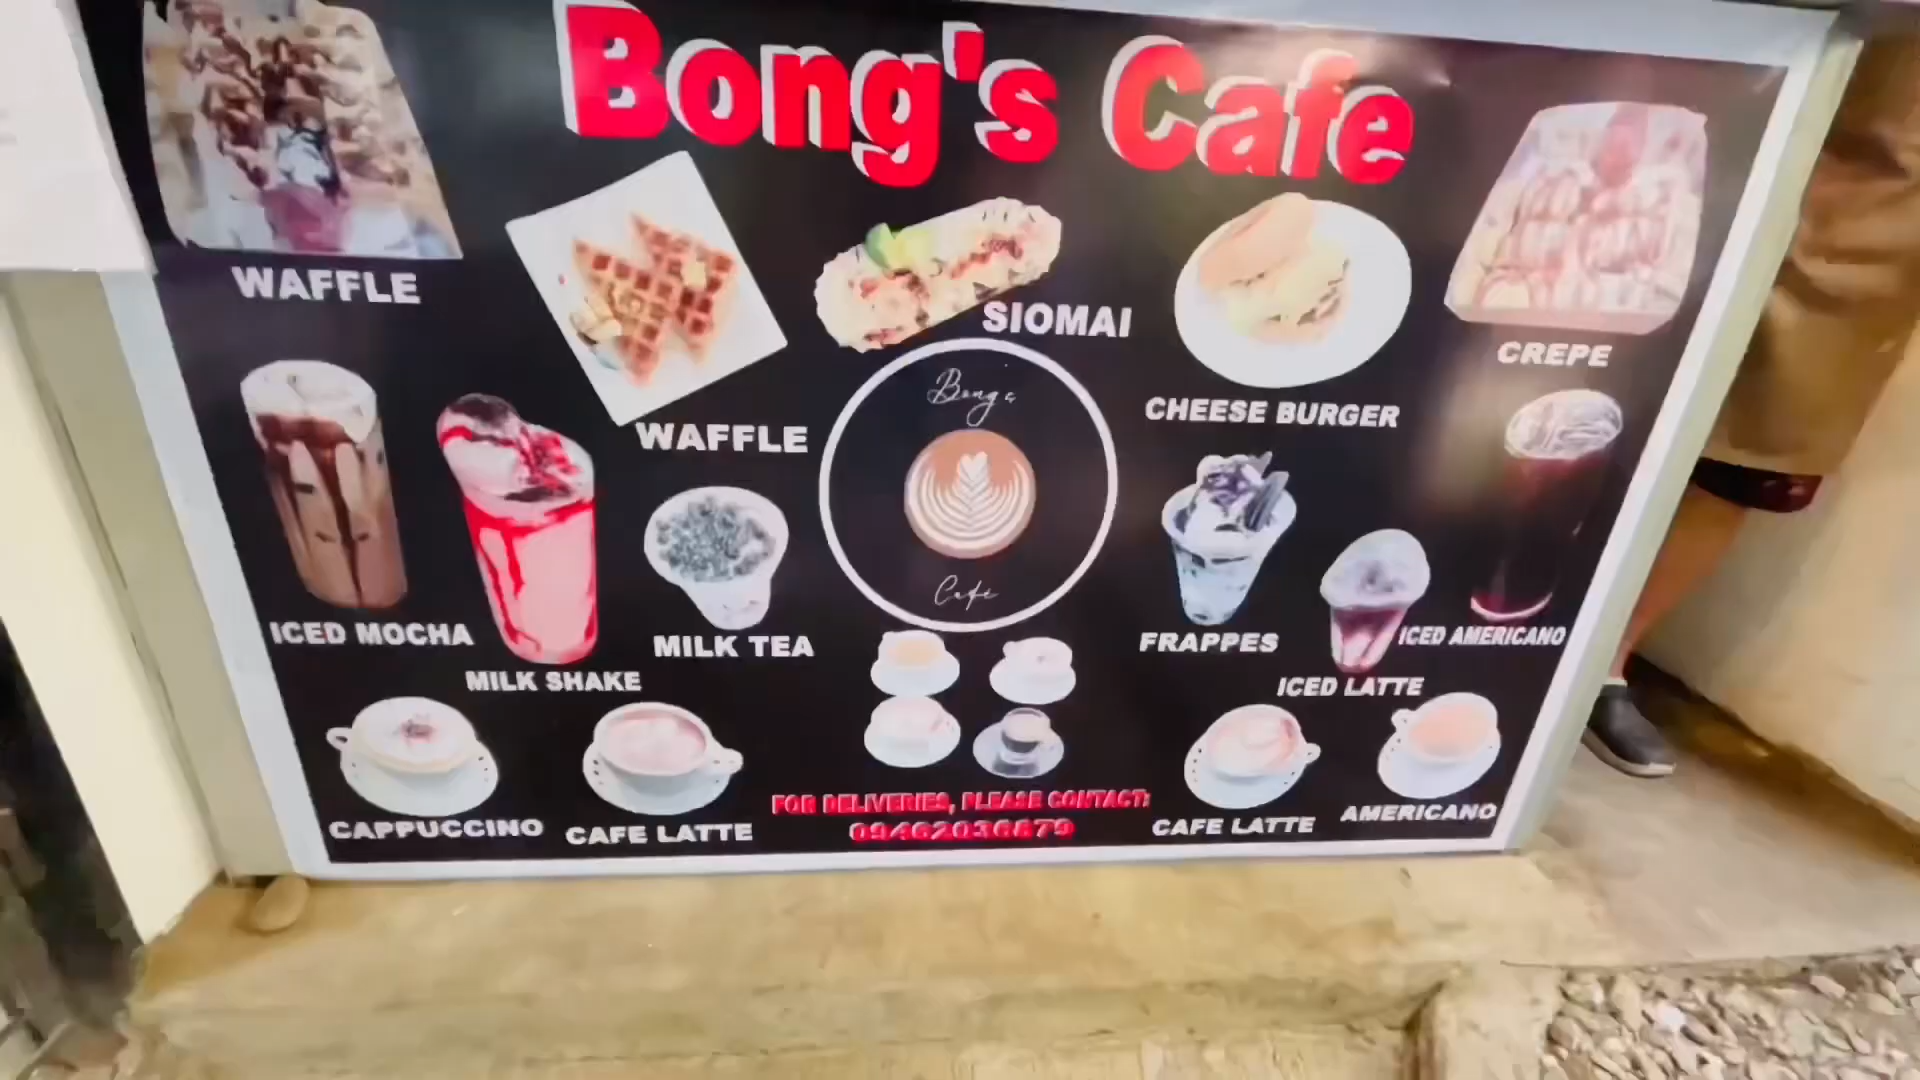 Bong's Cafe
WAFFLE
WAFFLE
SIOMAI
CHEESE BURGER
CREPE
Bong's
Cafe
ICED MOCHA
MILK SHAKE
MILK TEA
FRAPPES
ICED LATTE
ICED AMERICANO
CAPPUCCINO
CAFE LATTE
FOR DELIVERIES, PLEASE CONTACT:
CAFE LATTE
AMERICANO